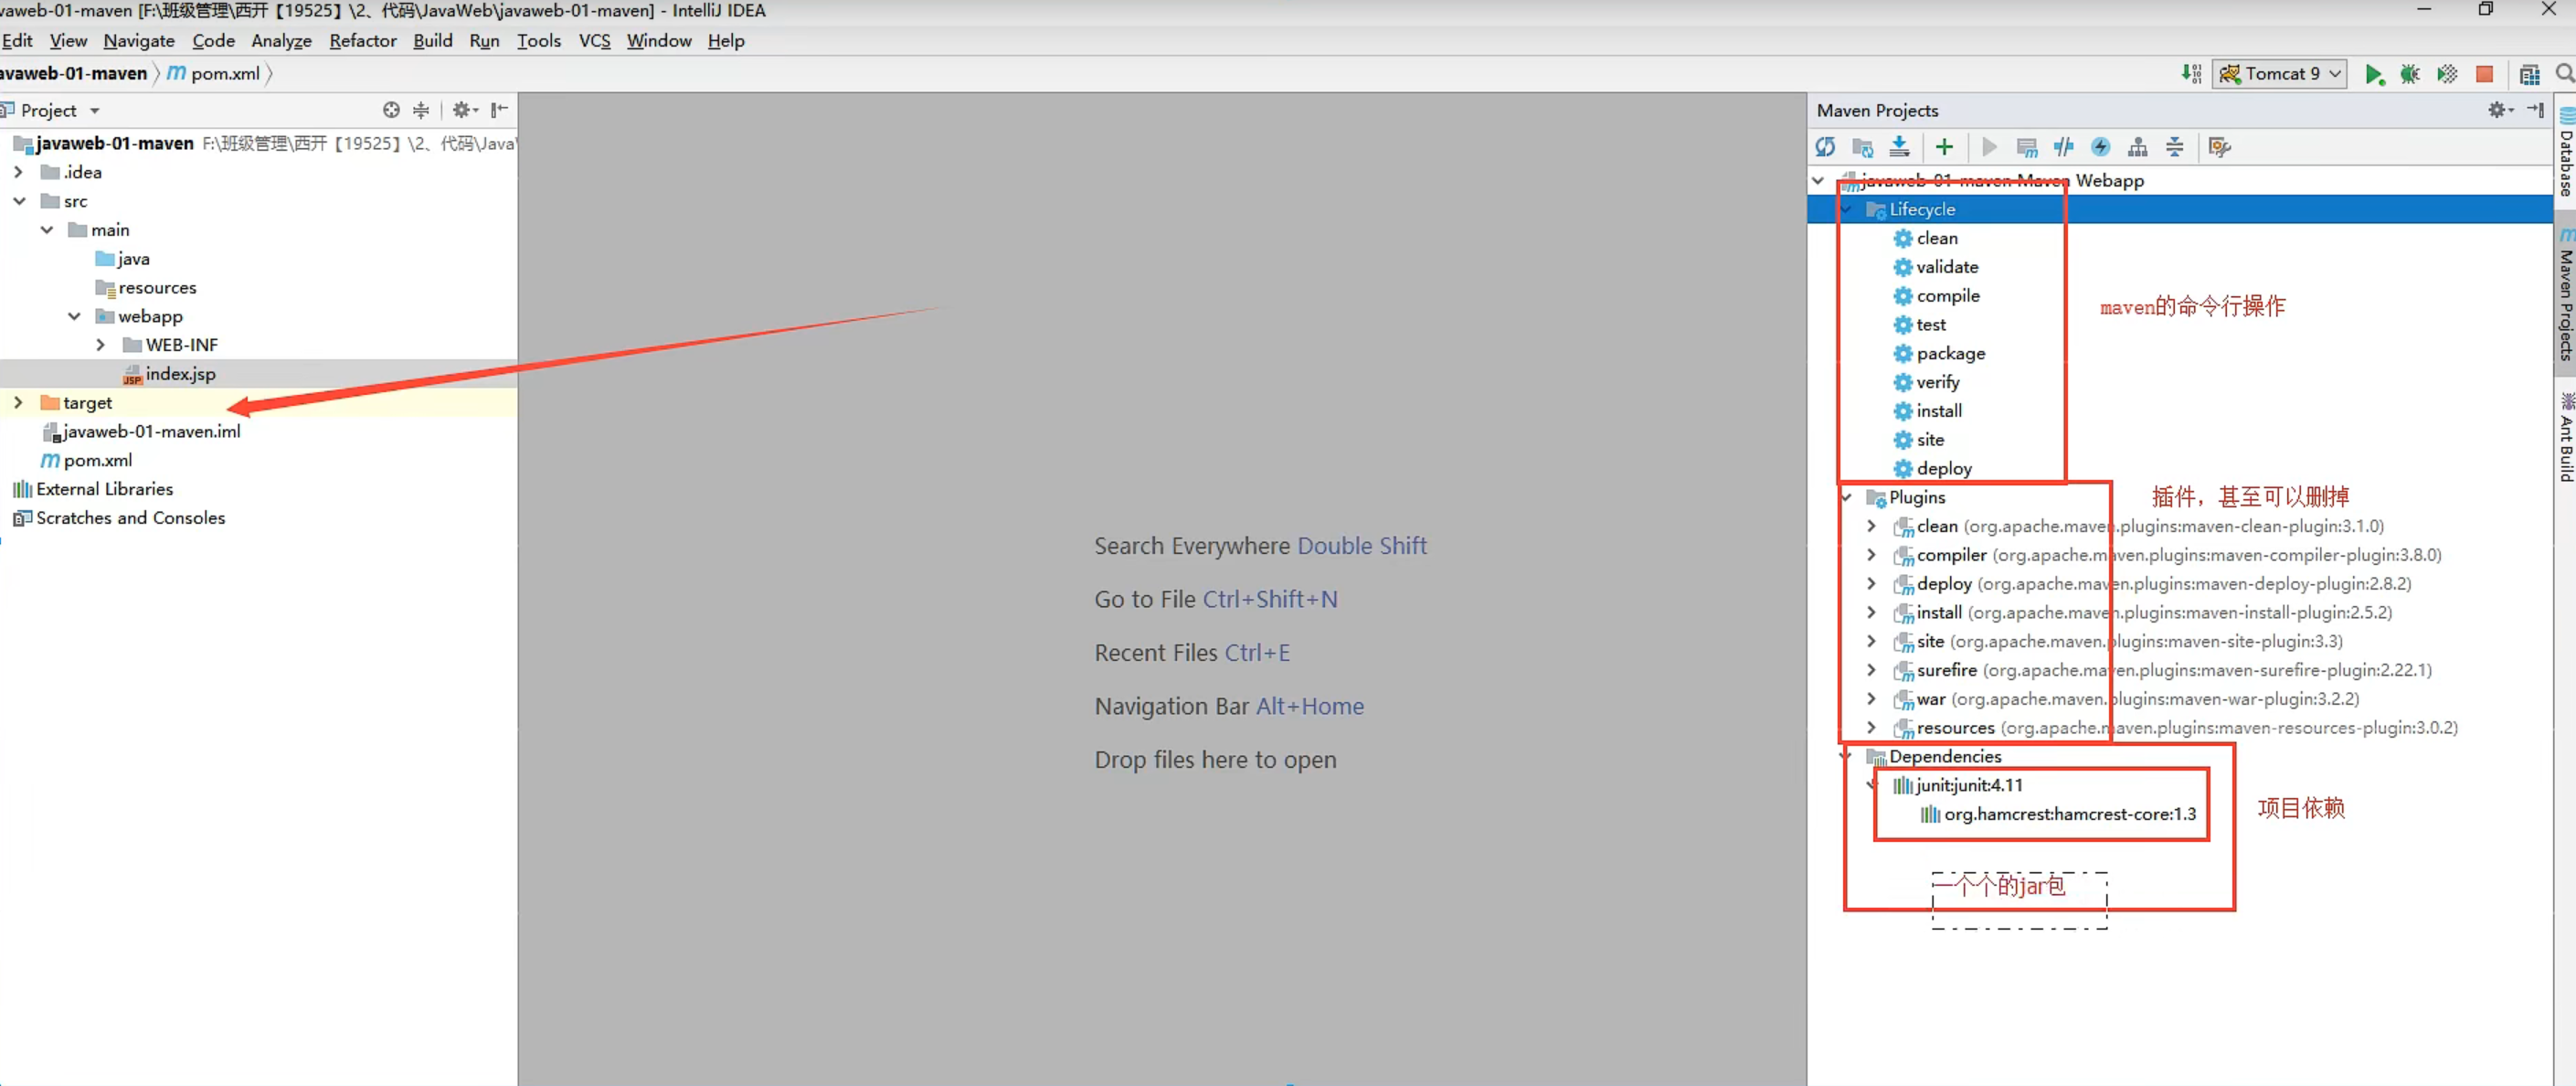 avaweb-01-maven [F:\班级管理\西开【19525】\2、代码\JavaWeb\javaweb-01-maven] - IntelliJ IDEA
Edit View Navigate Code Analyze Refactor Build Run Tools VCS Window Help
avaweb-01-maven pom.xml
Tomcat 9
Project
javaweb-01-maven F:\班级管理\西开【19525】\2、代码\Java
.idea
src
main
java
resources
webapp
WEB-INF
index.jsp
target
javaweb-01-maven.iml
pom.xml
External Libraries
Scratches and Consoles
Search Everywhere Double Shift
Go to File Ctrl+Shift+N
Recent Files Ctrl+E
Navigation Bar Alt+Home
Drop files here to open
Maven Projects
javaweb-01-maven Maven Webapp
Lifecycle
clean
validate
compile
maven的命令行操作
test
package
verify
install
site
deploy
Plugins
插件，甚至可以删掉
clean (org.apache.maven.plugins:maven-clean-plugin:3.1.0)
compiler (org.apache.maven.plugins:maven-compiler-plugin:3.8.0)
deploy (org.apache.maven.plugins:maven-deploy-plugin:2.8.2)
install (org.apache.maven.plugins:maven-install-plugin:2.5.2)
site (org.apache.maven.plugins:maven-site-plugin:3.3)
surefire (org.apache.maven.plugins:maven-surefire-plugin:2.22.1)
war (org.apache.maven.plugins:maven-war-plugin:3.2.2)
resources (org.apache.maven.plugins:maven-resources-plugin:3.0.2)
Dependencies
junit:junit:4.11
org.hamcrest:hamcrest-core:1.3
项目依赖
一个个的jar包
Database
Maven Projects
Ant Build